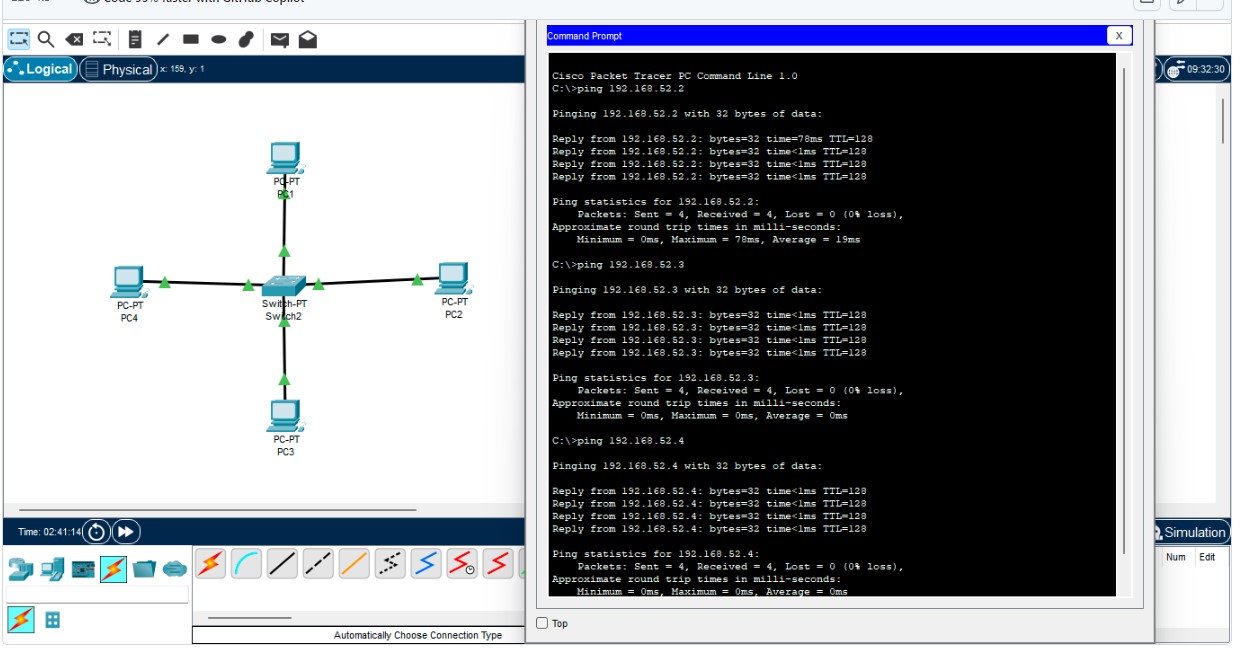 Code 55% faster with GitHub Copilot
Logical
Physical
x: 159, y: 1
09:32:30
PC-PT
PC1
PC-PT
PC4
Switch-PT
Switch2
PC-PT
PC2
PC-PT
PC3
Time: 02:41:14
Automatically Choose Connection Type
Command Prompt
X
Cisco Packet Tracer PC Command Line 1.0
C:\>ping 192.168.52.2
Pinging 192.168.52.2 with 32 bytes of data:
Reply from 192.168.52.2: bytes=32 time=78ms TTL=128
Reply from 192.168.52.2: bytes=32 time<1ms TTL=128
Reply from 192.168.52.2: bytes=32 time<1ms TTL=128
Reply from 192.168.52.2: bytes=32 time<1ms TTL=128
Ping statistics for 192.168.52.2:
Packets: Sent = 4, Received = 4, Lost = 0 (0% loss),
Approximate round trip times in milli-seconds:
Minimum = 0ms, Maximum = 78ms, Average = 19ms
C:\>ping 192.168.52.3
Pinging 192.168.52.3 with 32 bytes of data:
Reply from 192.168.52.3: bytes=32 time<1ms TTL=128
Reply from 192.168.52.3: bytes=32 time<1ms TTL=128
Reply from 192.168.52.3: bytes=32 time<1ms TTL=128
Reply from 192.168.52.3: bytes=32 time<1ms TTL=128
Ping statistics for 192.168.52.3:
Packets: Sent = 4, Received = 4, Lost = 0 (0% loss),
Approximate round trip times in milli-seconds:
Minimum = 0ms, Maximum = 0ms, Average = 0ms
C:\>ping 192.168.52.4
Pinging 192.168.52.4 with 32 bytes of data:
Reply from 192.168.52.4: bytes=32 time<1ms TTL=128
Reply from 192.168.52.4: bytes=32 time<1ms TTL=128
Reply from 192.168.52.4: bytes=32 time<1ms TTL=128
Reply from 192.168.52.4: bytes=32 time<1ms TTL=128
Ping statistics for 192.168.52.4:
Packets: Sent = 4, Received = 4, Lost = 0 (0% loss),
Approximate round trip times in milli-seconds:
Minimum = 0ms, Maximum = 0ms, Average = 0ms
Top
Simulation
Num Edit